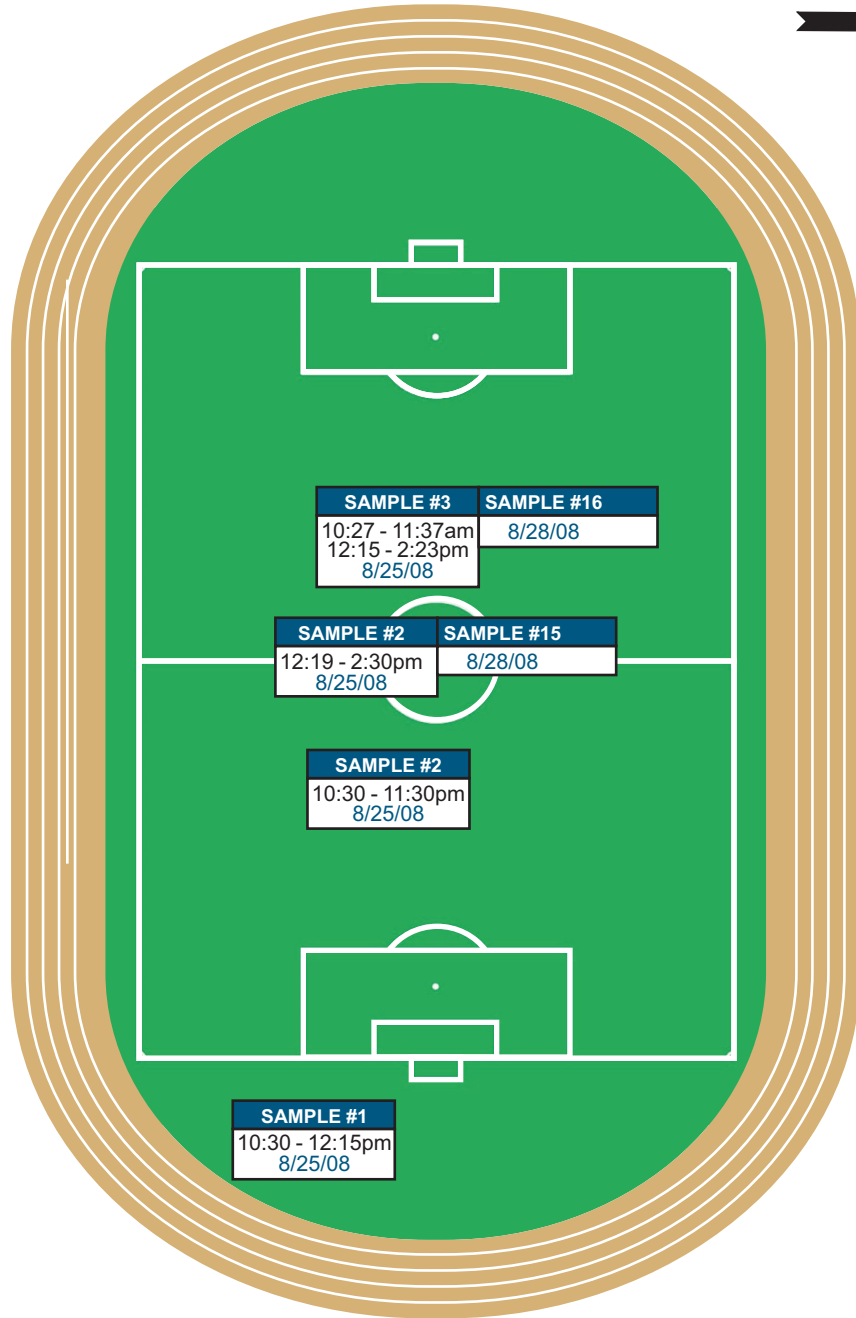 SAMPLE #3
10:27 - 11:37am
12:15 - 2:23pm
8/25/08
SAMPLE #16
8/28/08
SAMPLE #2
12:19 - 2:30pm
8/25/08
SAMPLE #15
8/28/08
SAMPLE #2
10:30 - 11:30pm
8/25/08
SAMPLE #1
10:30 - 12:15pm
8/25/08